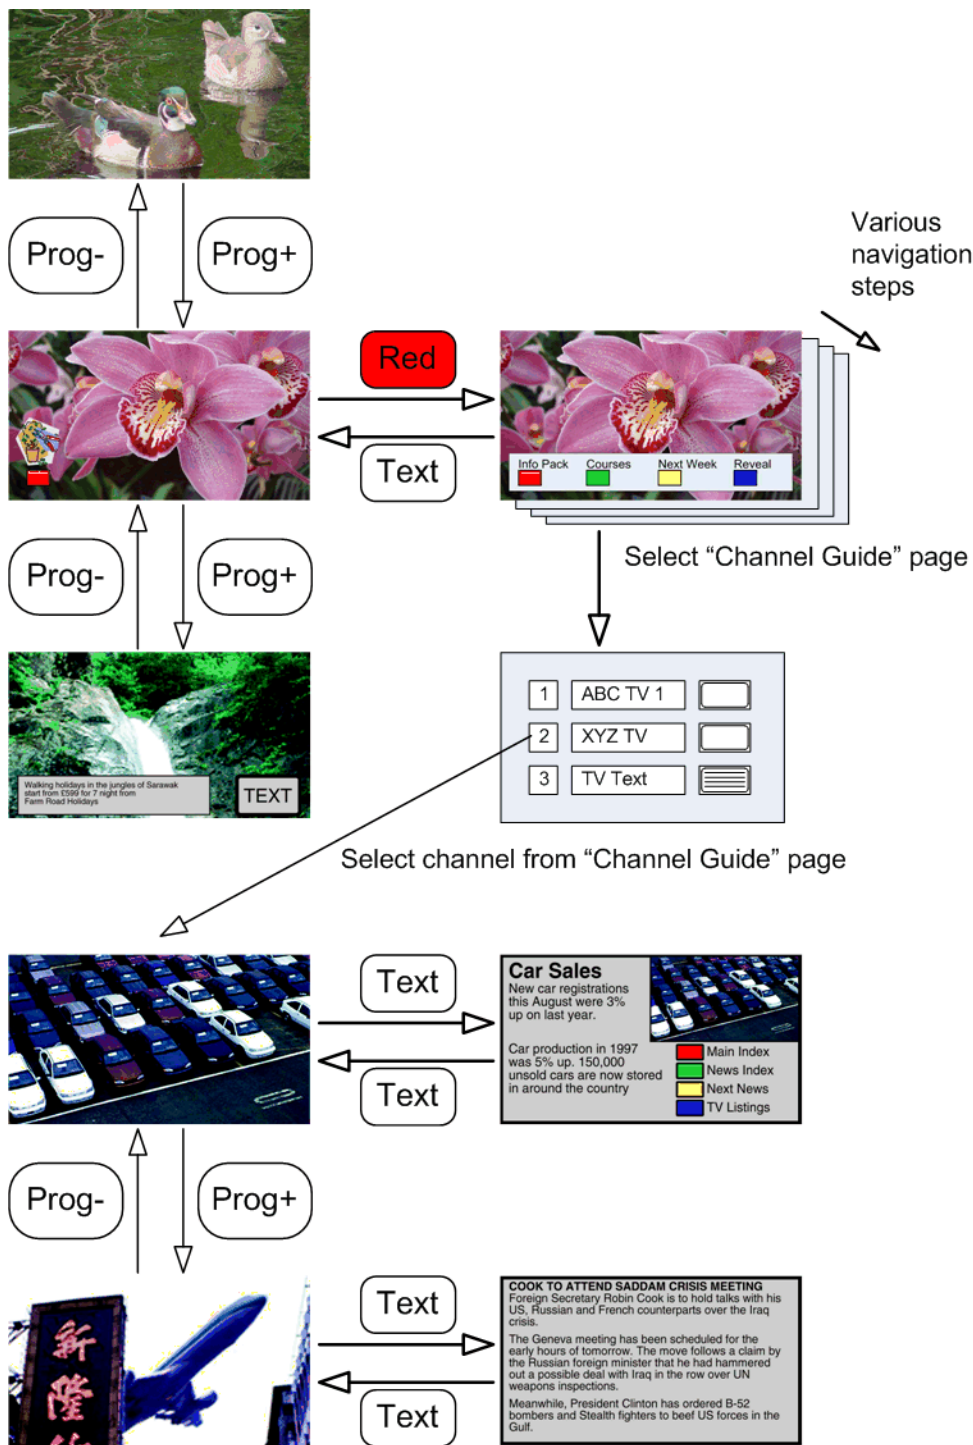 Prog-
Prog+
Various
navigation
steps
Red
Text
Info Pack
Courses
Next Week
Reveal
Prog-
Prog+
Select “Channel Guide” page
1
ABC TV 1
2
XYZ TV
3
TV Text
Walking holidays in the jungles of Sarawak
start from £599 for 7 night from
Farm Road Holidays
TEXT
Select channel from “Channel Guide” page
Text
Text
Car Sales
New car registrations
this August were 3%
up on last year.
Car production in 1997
was 5% up. 150,000
unsold cars are now stored
in around the country
Main Index
News Index
Next News
TV Listings
Prog-
Prog+
Text
Text
COOK TO ATTEND SADDAM CRISIS MEETING
Foreign Secretary Robin Cook is to hold talks with his
US, Russian and French counterparts over the Iraq
crisis.
The Geneva meeting has been scheduled for the
early hours of tomorrow. The move follows a claim by
the Russian foreign minister that he had hammered
out a possible deal with Iraq in the row over UN
weapons inspections.
Meanwhile, President Clinton has ordered B-52
bombers and Stealth fighters to beef US forces in the
Gulf.
新
隆